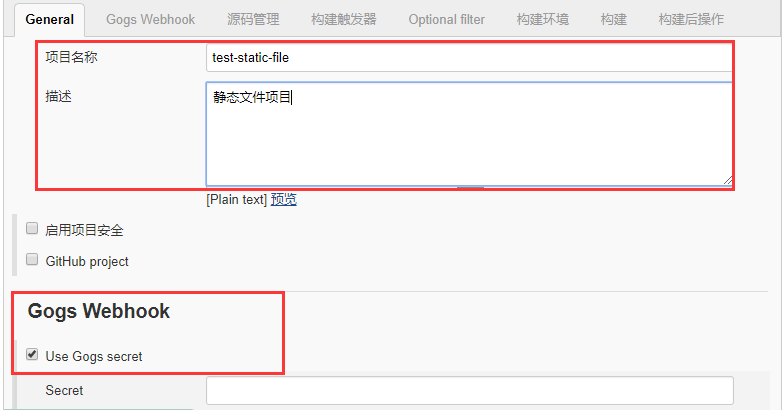 General Gogs Webhook 源码管理 构建触发器 Optional filter 构建环境 构建 构建后操作
项目名称 test-static-file
描述 静态文件项目
[Plain text] 预览
启用项目安全
GitHub project
Gogs Webhook
Use Gogs secret
Secret